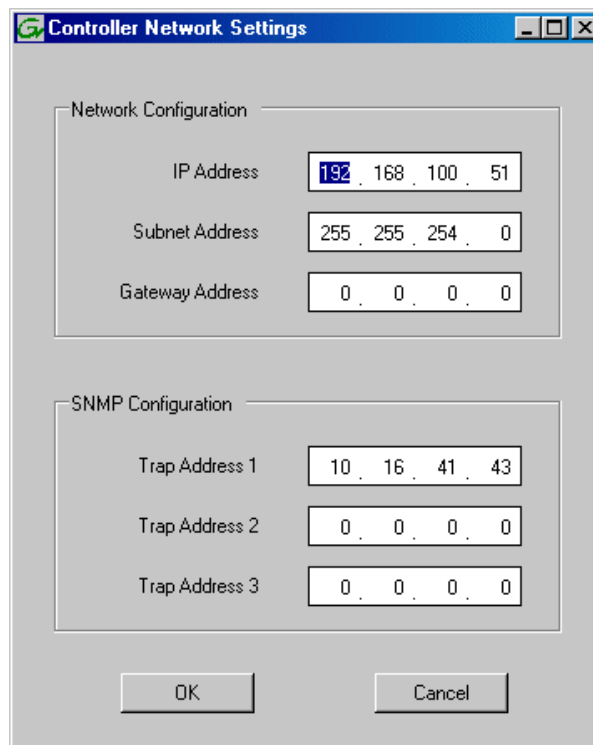 Controller Network Settings
Network Configuration
IP Address 192 . 168 . 100 . 51
Subnet Address 255 . 255 . 254 . 0
Gateway Address 0 . 0 . 0 . 0
SNMP Configuration
Trap Address 1 10 . 16 . 41 . 43
Trap Address 2 0 . 0 . 0 . 0
Trap Address 3 0 . 0 . 0 . 0
OK Cancel